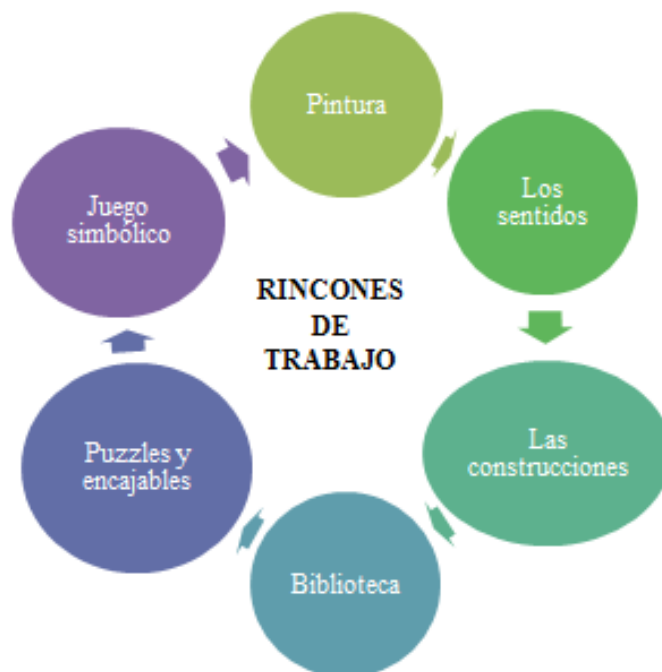 Pintura
Los
sentidos
Las
construcciones
Biblioteca
Puzzles y
encajables
Juego
simbólico
RINCONES
DE
TRABAJO